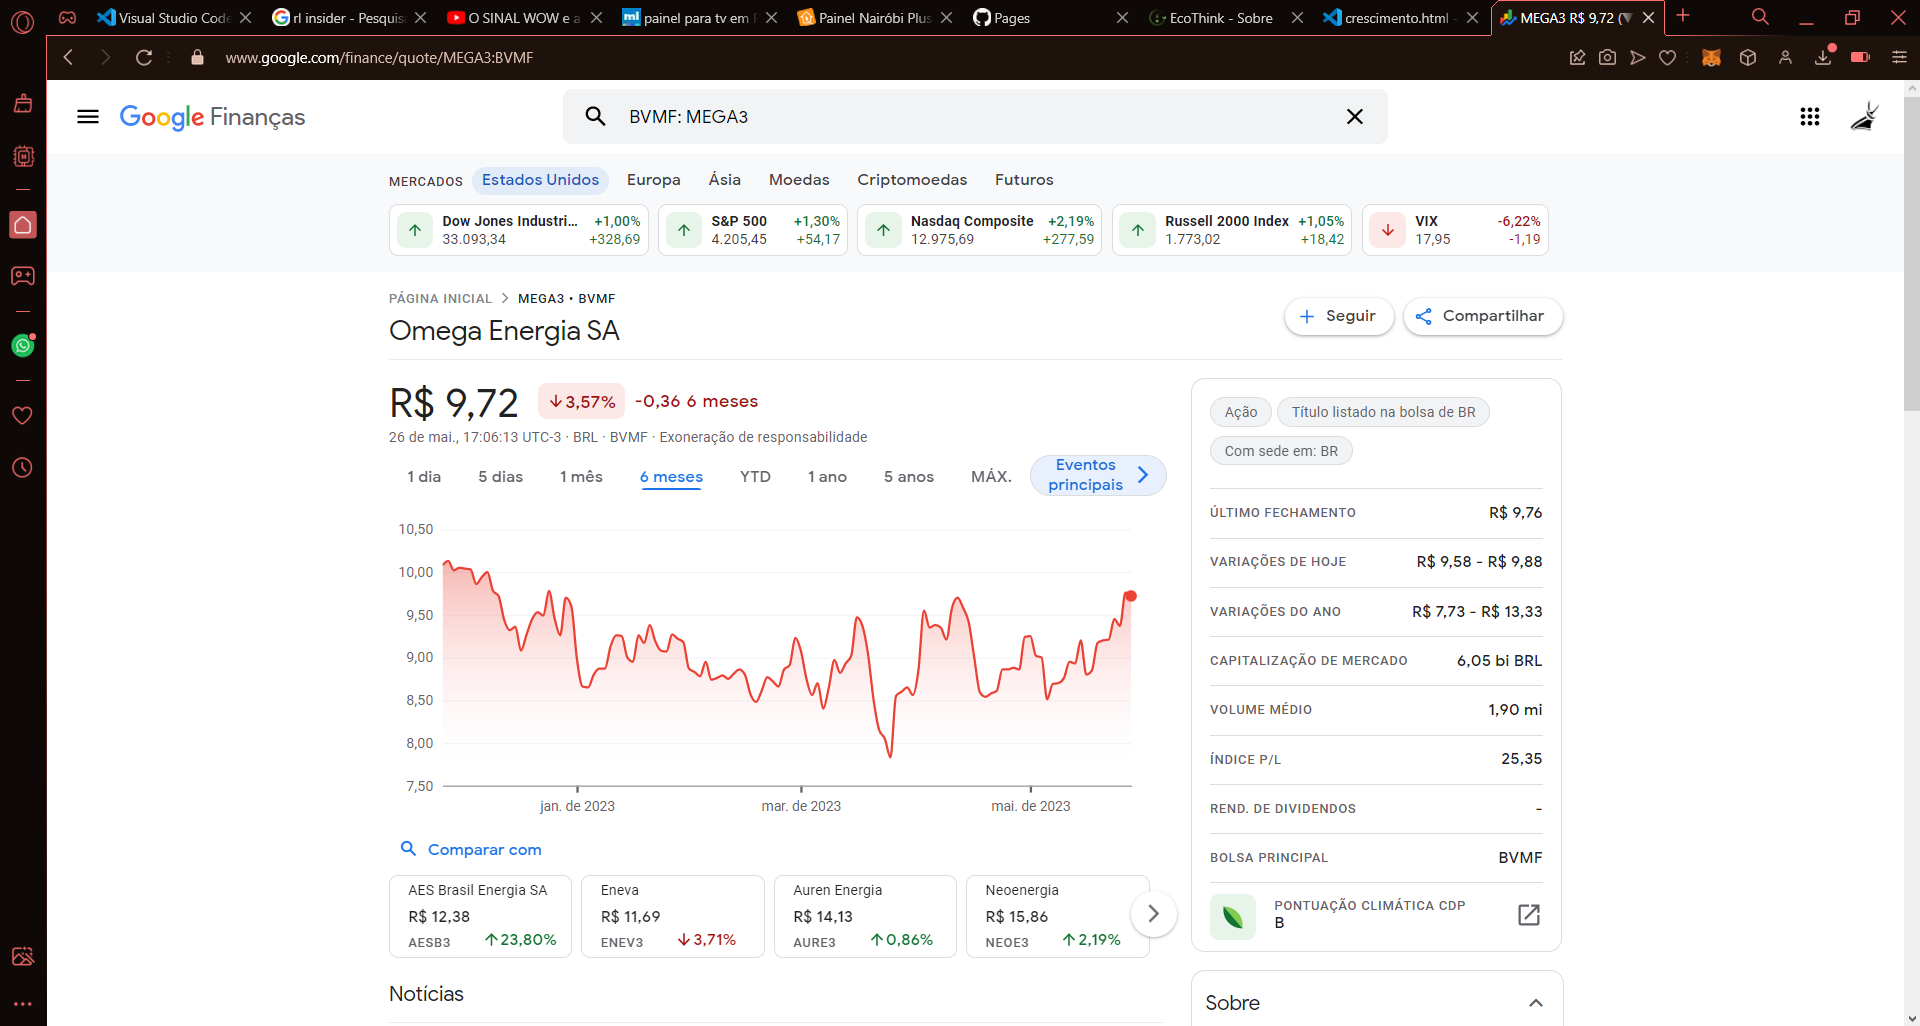 Visual Studio Code
rl insider - Pesquis
O SINAL WOW e a
painel para tv em
Painel Nairóbi Plus
Pages
EcoThink - Sobre
crescimento.html
MEGA3 R$ 9,72 (▼
www.google.com/finance/quote/MEGA3:BVMF
Google Finanças
BVMF: MEGA3
MERCADOS Estados Unidos Europa Ásia Moedas Criptomoedas Futuros
Dow Jones Industri... +1,00%
33.093,34 +328,69
S&P 500 +1,30%
4.205,45 +54,17
Nasdaq Composite +2,19%
12.975,69 +277,59
Russell 2000 Index +1,05%
1.773,02 +18,42
VIX -6,22%
17,95 -1,19
PÁGINA INICIAL > MEGA3 • BVMF
Omega Energia SA
Seguir
Compartilhar
R$ 9,72 ↓3,57% -0,36 6 meses
26 de mai., 17:06:13 UTC-3 · BRL · BVMF · Exoneração de responsabilidade
1 dia 5 dias 1 mês 6 meses YTD 1 ano 5 anos MÁX.
Eventos
principais
10,50
10,00
9,50
9,00
8,50
8,00
7,50
jan. de 2023 mar. de 2023 mai. de 2023
Comparar com
AES Brasil Energia SA
R$ 12,38
AESB3 ↑23,80%
Eneva
R$ 11,69
ENEV3 ↓3,71%
Auren Energia
R$ 14,13
AURE3 ↑0,86%
Neoenergia
R$ 15,86
NEOE3 ↑2,19%
Notícias
Ação
Título listado na bolsa de BR
Com sede em: BR
ÚLTIMO FECHAMENTO R$ 9,76
VARIAÇÕES DE HOJE R$ 9,58 - R$ 9,88
VARIAÇÕES DO ANO R$ 7,73 - R$ 13,33
CAPITALIZAÇÃO DE MERCADO 6,05 bi BRL
VOLUME MÉDIO 1,90 mi
ÍNDICE P/L 25,35
REND. DE DIVIDENDOS -
BOLSA PRINCIPAL BVMF
PONTUAÇÃO CLIMÁTICA CDP
B
Sobre